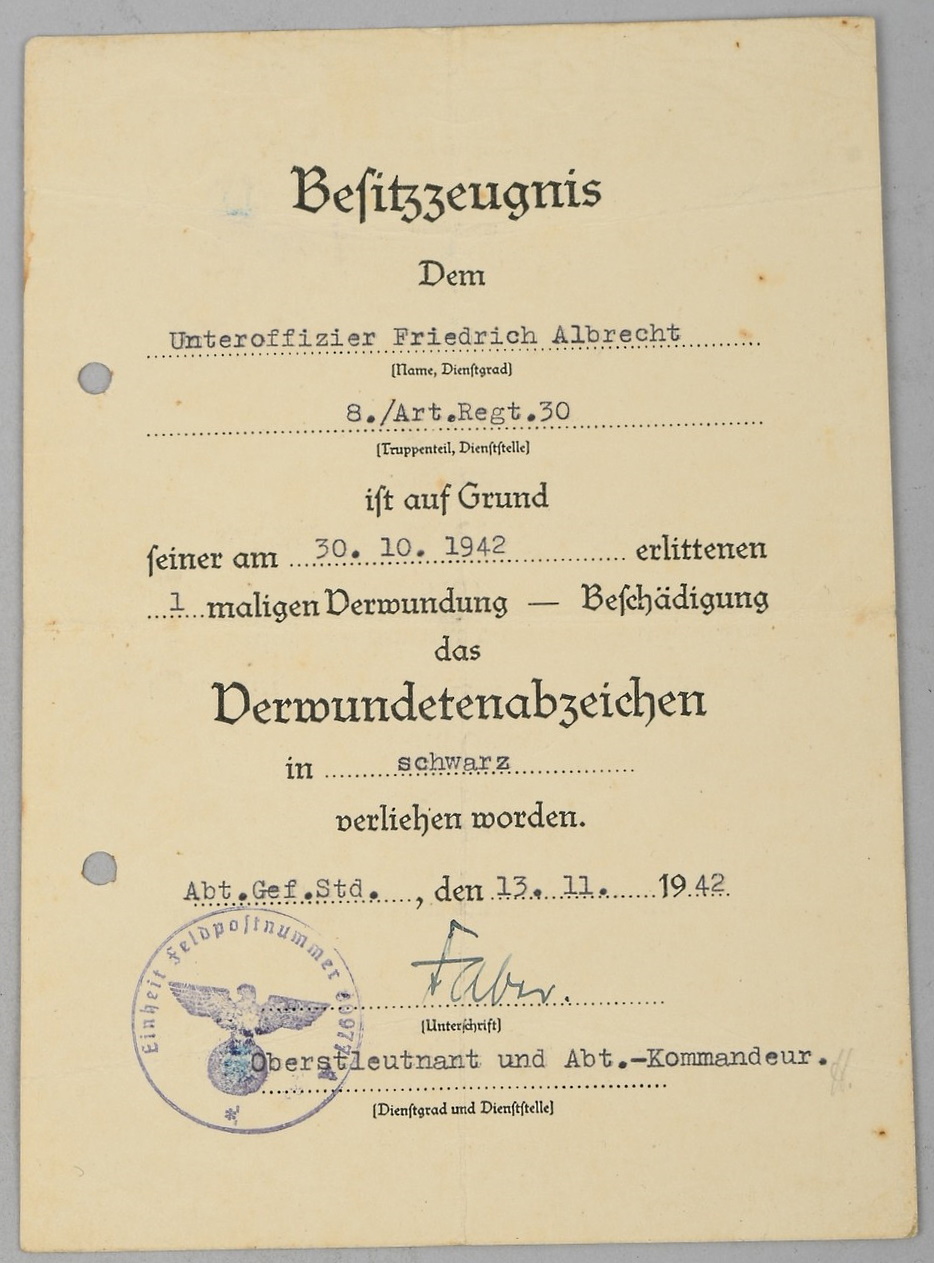 Besitzzeugnis
Dem
Unteroffizier Friedrich Albrecht
(Name, Dienstgrad)
8./Art.Regt.30
(Truppenteil, Dienststelle)
ist auf Grund
seiner am 30. 10. 1942 erlittenen
1 maligen Verwundung — Beschädigung
das
Verwundetenabzeichen
in schwarz
verliehen worden.
Abt.Gef.Std. , den 13. 11. 1942
Einheit Feldpostnummer
Faber.
(Unterschrift)
Oberstleutnant und Abt.-Kommandeur.
(Dienstgrad und Dienststelle)